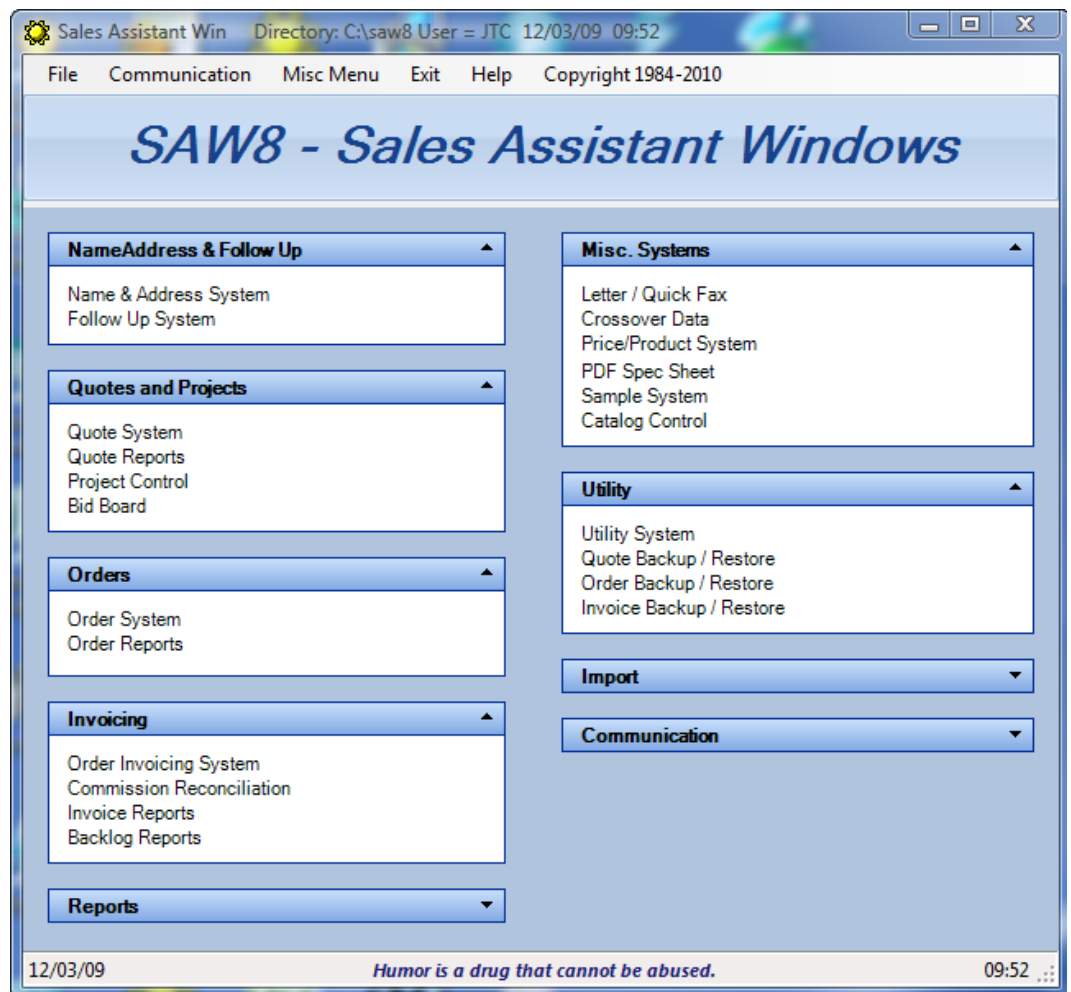 Sales Assistant Win Directory: C:\saw8 User = JTC 12/03/09 09:52
File Communication Misc Menu Exit Help Copyright 1984-2010
SAW8 - Sales Assistant Windows
NameAddress & Follow Up
Name & Address System
Follow Up System
Quotes and Projects
Quote System
Quote Reports
Project Control
Bid Board
Orders
Order System
Order Reports
Invoicing
Order Invoicing System
Commission Reconciliation
Invoice Reports
Backlog Reports
Reports
Misc. Systems
Letter / Quick Fax
Crossover Data
Price/Product System
PDF Spec Sheet
Sample System
Catalog Control
Utility
Utility System
Quote Backup / Restore
Order Backup / Restore
Invoice Backup / Restore
Import
Communication
12/03/09 Humor is a drug that cannot be abused. 09:52